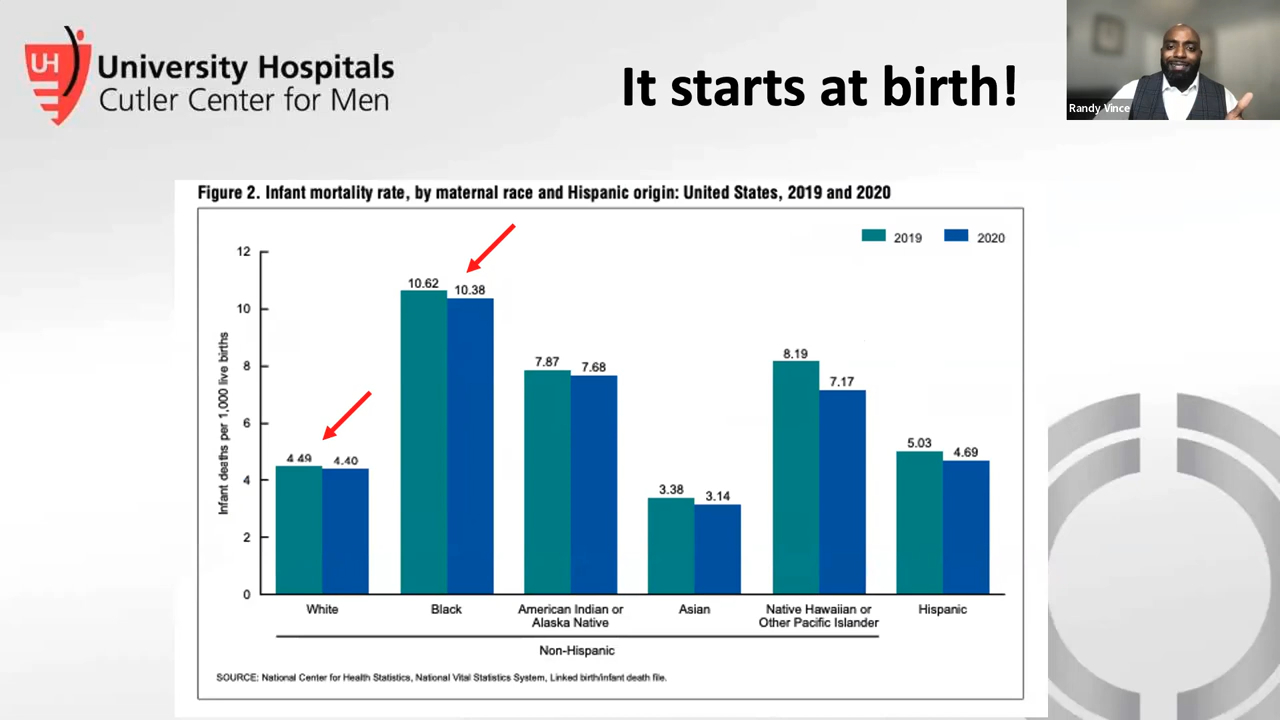 UH
University Hospitals
Cutler Center for Men
It starts at birth!
Randy Vince
Figure 2. Infant mortality rate, by maternal race and Hispanic origin: United States, 2019 and 2020
2019 2020
Infant deaths per 1,000 live births
12
10
8
6
4
2
0
4.49 4.40
10.62 10.38
7.87 7.68
3.38 3.14
8.19 7.17
5.03 4.69
White
Black
American Indian or
Alaska Native
Asian
Native Hawaiian or
Other Pacific Islander
Hispanic
Non-Hispanic
SOURCE: National Center for Health Statistics, National Vital Statistics System, Linked birth/infant death file.